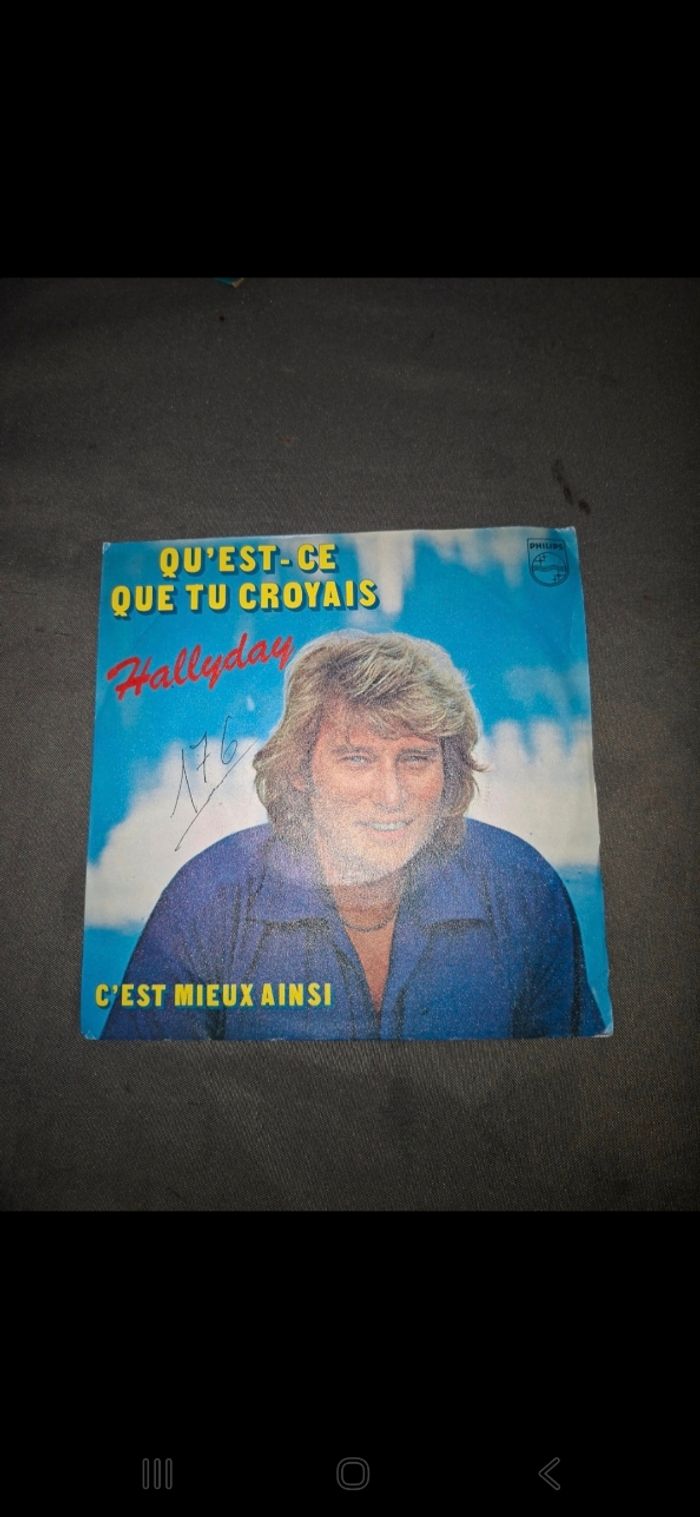 QU'EST-CE
QUE TU CROYAIS
PHILIPS
Hallyday
176
C'EST MIEUX AINSI